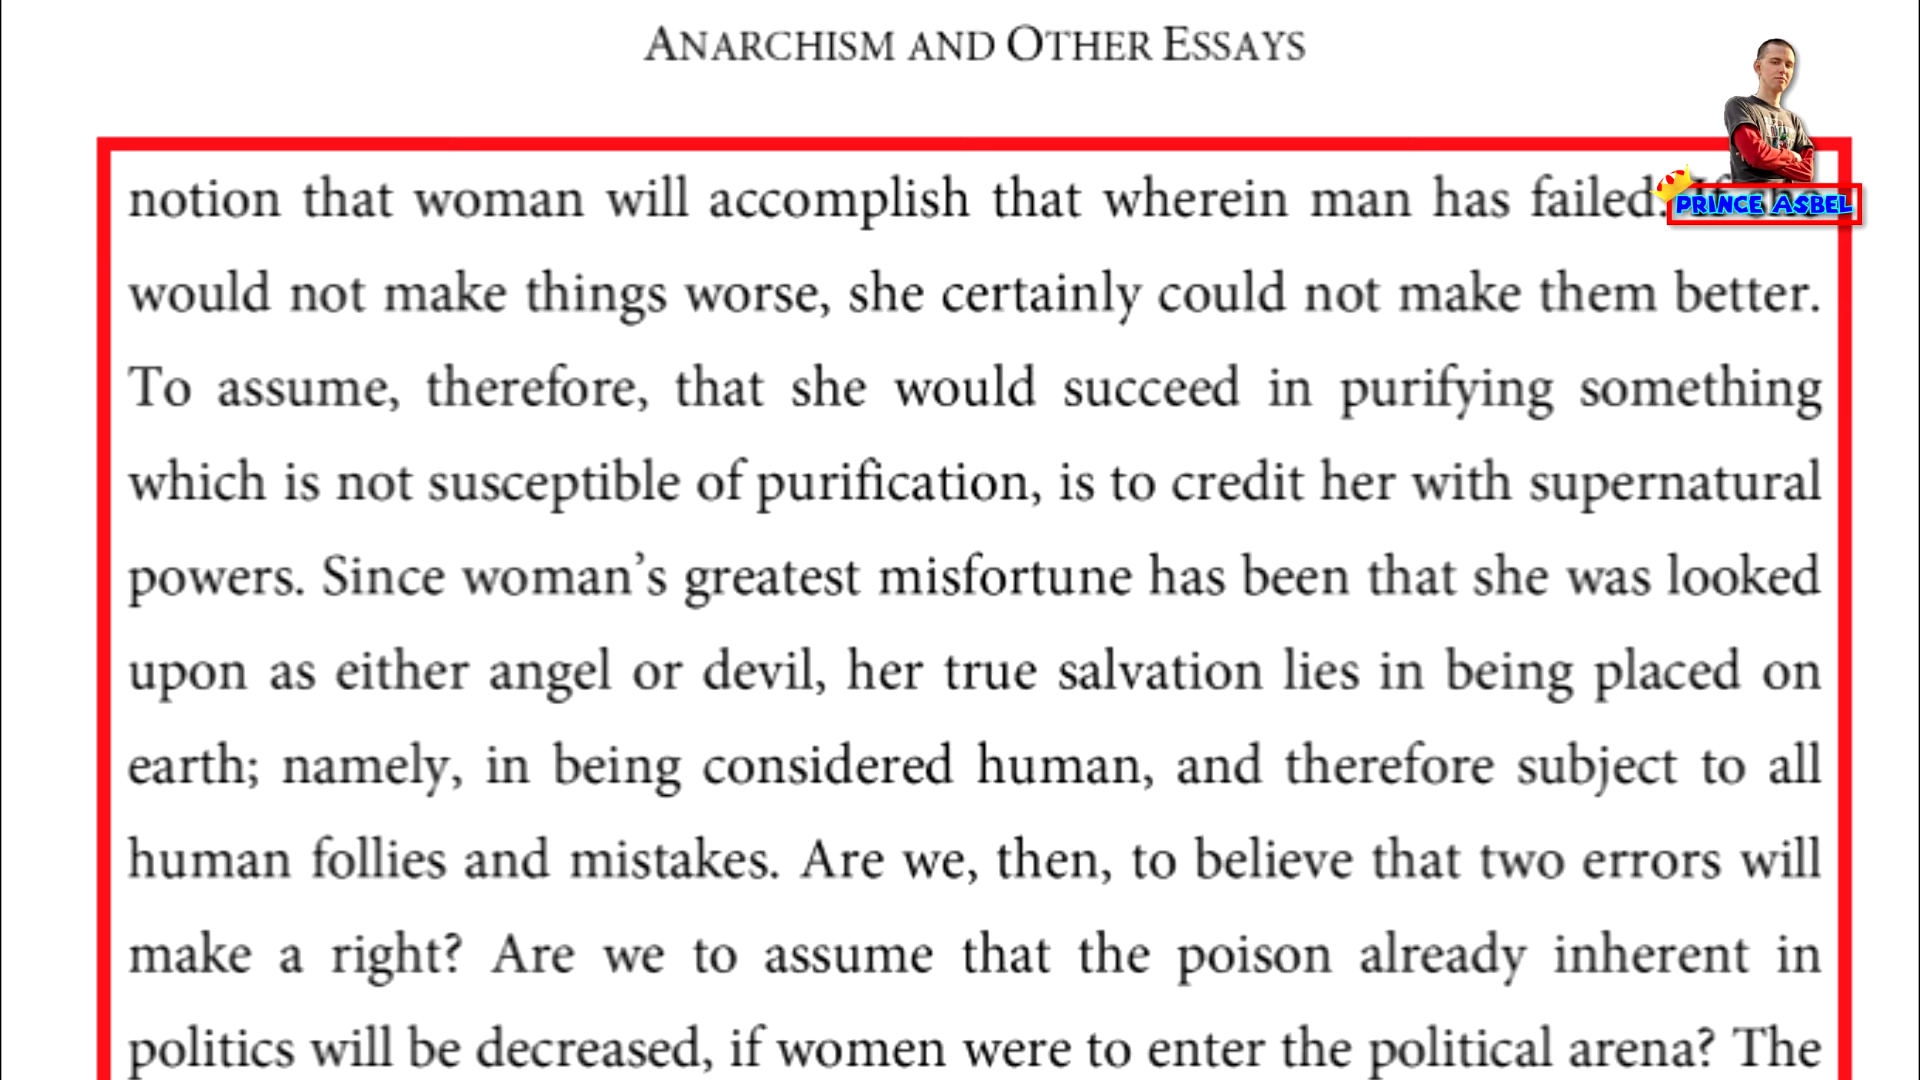 ANARCHISM AND OTHER ESSAYS
notion that woman will accomplish that wherein man has failed. If she
PRINCE ASBEL
would not make things worse, she certainly could not make them better.
To assume, therefore, that she would succeed in purifying something
which is not susceptible of purification, is to credit her with supernatural
powers. Since woman’s greatest misfortune has been that she was looked
upon as either angel or devil, her true salvation lies in being placed on
earth; namely, in being considered human, and therefore subject to all
human follies and mistakes. Are we, then, to believe that two errors will
make a right? Are we to assume that the poison already inherent in
politics will be decreased, if women were to enter the political arena? The